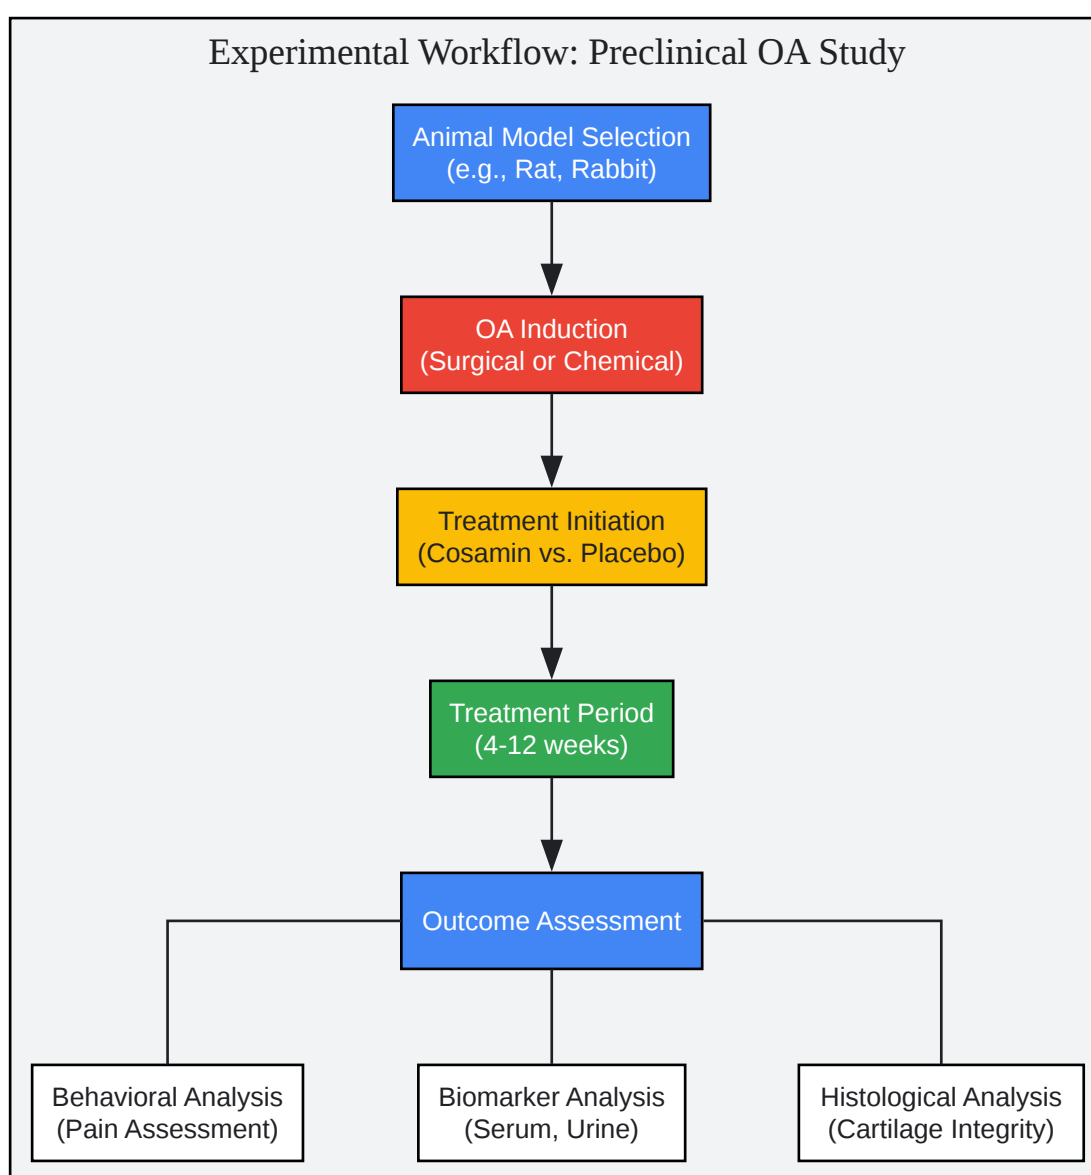 Experimental Workflow: Preclinical OA Study
Animal Model Selection
(e.g., Rat, Rabbit)
OA Induction
(Surgical or Chemical)
Treatment Initiation
(Cosamin vs. Placebo)
Treatment Period
(4-12 weeks)
Outcome Assessment
Behavioral Analysis
(Pain Assessment)
Biomarker Analysis
(Serum, Urine)
Histological Analysis
(Cartilage Integrity)